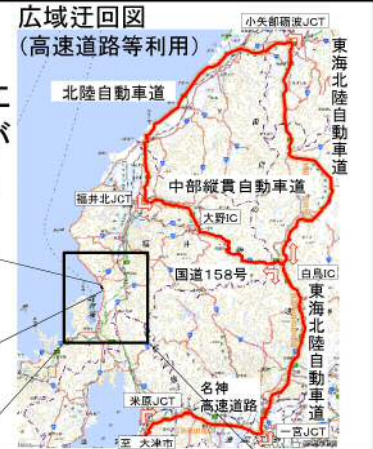 広域迂回図
(高速道路等利用)
小矢部砺波JCT
東海北陸自動車道
北陸自動車道
中部縦貫自動車道
福井北JCT
大野IC
国道158号
白鳥IC
東海北陸自動車道
名神
高速道路
米原JCT
一宮JCT
至 大津市
が